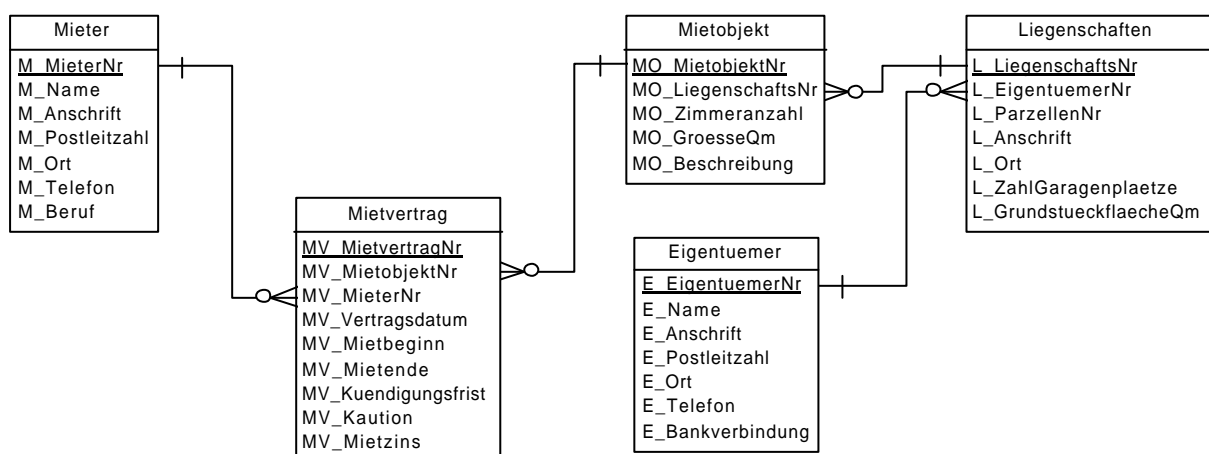 Mieter
M_MieterNr
M_Name
M_Anschrift
M_Postleitzahl
M_Ort
M_Telefon
M_Beruf
Mietvertrag
MV_MietvertragNr
MV_MietobjektNr
MV_MieterNr
MV_Vertragsdatum
MV_Mietbeginn
MV_Mietende
MV_Kuendigungsfrist
MV_Kaution
MV_Mietzins
Mietobjekt
MO_MietobjektNr
MO_LiegenschaftsNr
MO_Zimmeranzahl
MO_GroesseQm
MO_Beschreibung
Eigentuemer
E_EigentuemerNr
E_Name
E_Anschrift
E_Postleitzahl
E_Ort
E_Telefon
E_Bankverbindung
Liegenschaften
L_LiegenschaftsNr
L_EigentuemerNr
L_ParzellenNr
L_Anschrift
L_Ort
L_ZahlGaragenplaetze
L_GrundstueckflaecheQm